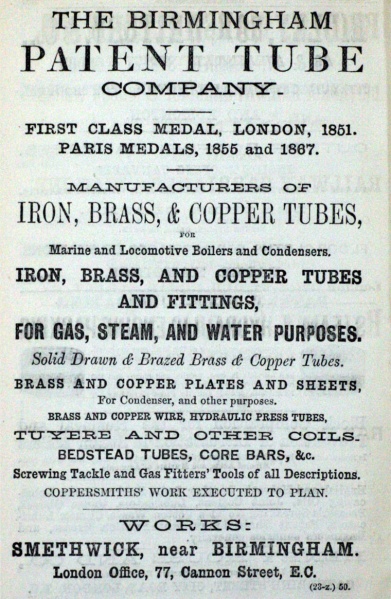 THE BIRMINGHAM
PATENT TUBE
COMPANY.
FIRST CLASS MEDAL, LONDON, 1851.
PARIS MEDALS, 1855 and 1867.
MANUFACTURERS OF
IRON, BRASS, & COPPER TUBES,
FOR
Marine and Locomotive Boilers and Condensers.
IRON, BRASS, AND COPPER TUBES
AND FITTINGS,
FOR GAS, STEAM, AND WATER PURPOSES.
Solid Drawn & Brazed Brass & Copper Tubes.
BRASS AND COPPER PLATES AND SHEETS,
For Condenser, and other purposes.
BRASS AND COPPER WIRE, HYDRAULIC PRESS TUBES,
TUYERE AND OTHER COILS.
BEDSTEAD TUBES, CORE BARS, &c.
Screwing Tackle and Gas Fitters' Tools of all Descriptions.
COPPERSMITHS' WORK EXECUTED TO PLAN.
WORKS:
SMETHWICK, near BIRMINGHAM.
London Office, 77, Cannon Street, E.C.
(23-z.) 50.